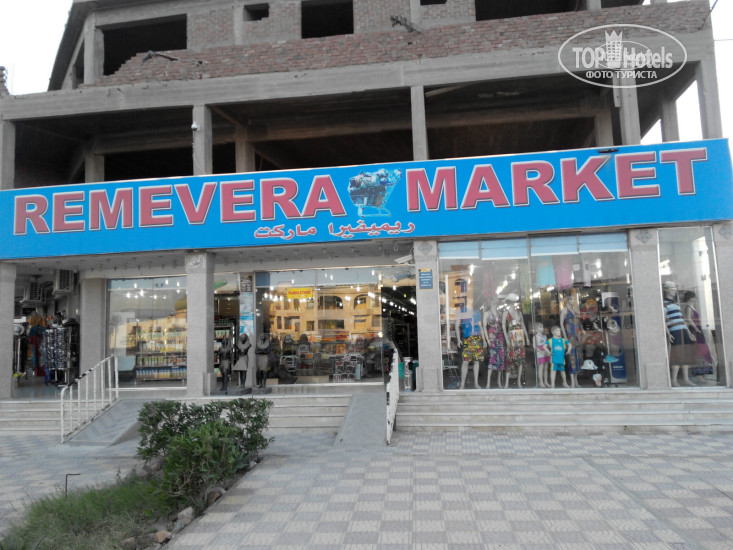 TOPHotels
ФОТО ТУРИСТА
REMEVERA MARKET
ريميڤيرا ماركت